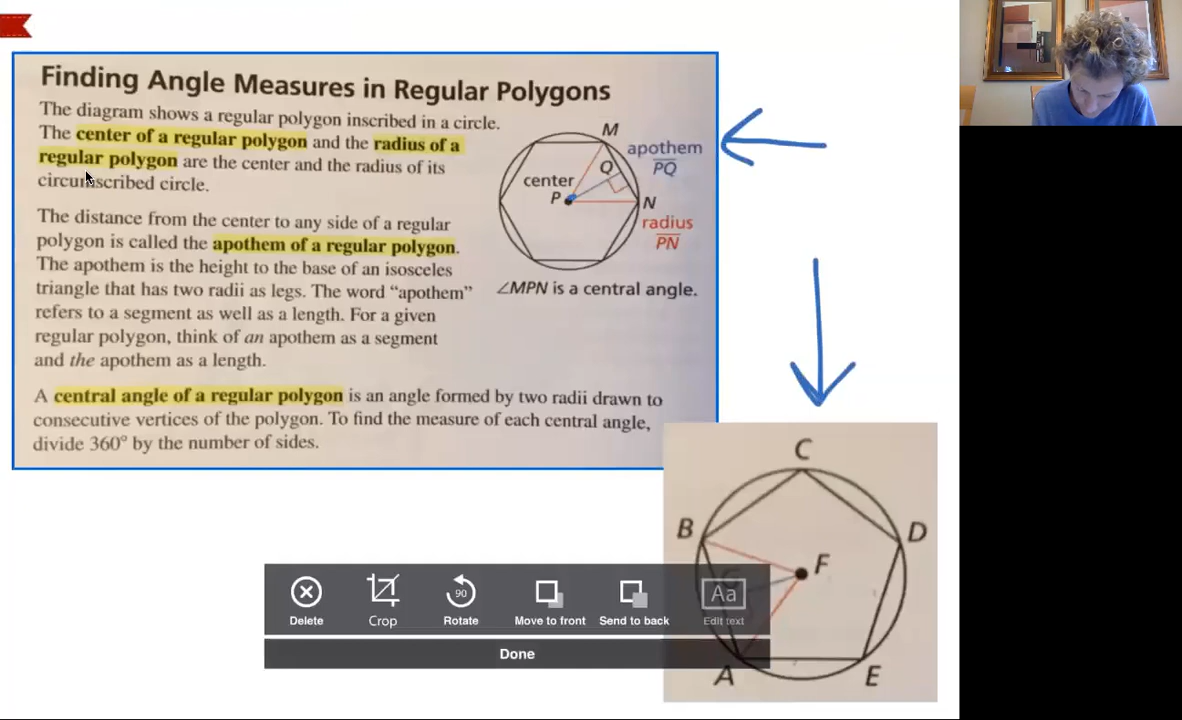 Finding Angle Measures in Regular Polygons
The diagram shows a regular polygon inscribed in a circle.
The center of a regular polygon and the radius of a
regular polygon are the center and the radius of its
circumscribed circle.
The distance from the center to any side of a regular
polygon is called the apothem of a regular polygon.
The apothem is the height to the base of an isosceles
triangle that has two radii as legs. The word “apothem”
refers to a segment as well as a length. For a given
regular polygon, think of an apothem as a segment
and the apothem as a length.
A central angle of a regular polygon is an angle formed by two radii drawn to
consecutive vertices of the polygon. To find the measure of each central angle,
divide 360° by the number of sides.
M
apothem
PQ
Q
center
P
N
radius
PN
∠MPN is a central angle.
C
B
D
F
G
A
E
Delete
Crop
90
Rotate
Move to front
Send to back
Aa
Edit text
Done